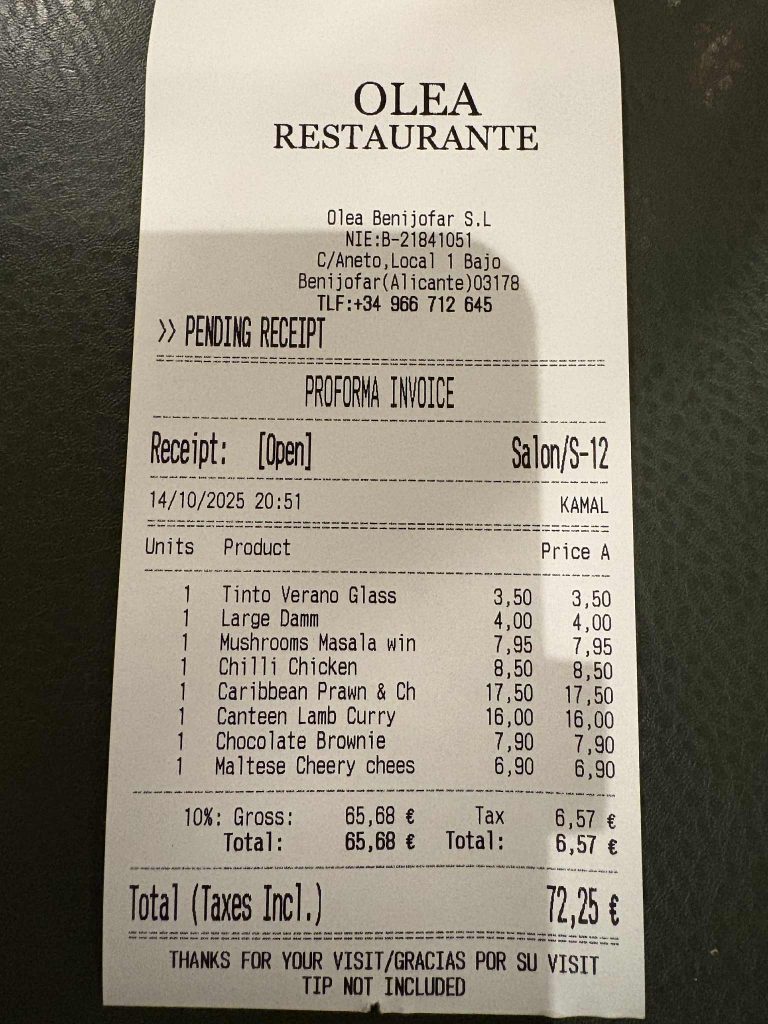 OLEA
RESTAURANTE
Olea Benijofar S.L
NIE:B-21841051
C/Aneto,Local 1 Bajo
Benijofar(Alicante)03178
TLF:+34 966 712 645
>> PENDING RECEIPT
PROFORMA INVOICE
Receipt: [Open] Salon/S-12
14/10/2025 20:51 KAMAL
Units Product Price A
1 Tinto Verano Glass 3,50 3,50
1 Large Damm 4,00 4,00
1 Mushrooms Masala win 7,95 7,95
1 Chilli Chicken 8,50 8,50
1 Caribbean Prawn & Ch 17,50 17,50
1 Canteen Lamb Curry 16,00 16,00
1 Chocolate Brownie 7,90 7,90
1 Maltese Cheery chees 6,90 6,90
10%: Gross: 65,68 € Tax 6,57 €
Total: 65,68 € Total: 6,57 €
Total (Taxes Incl.) 72,25 €
THANKS FOR YOUR VISIT/GRACIAS POR SU VISIT
TIP NOT INCLUDED